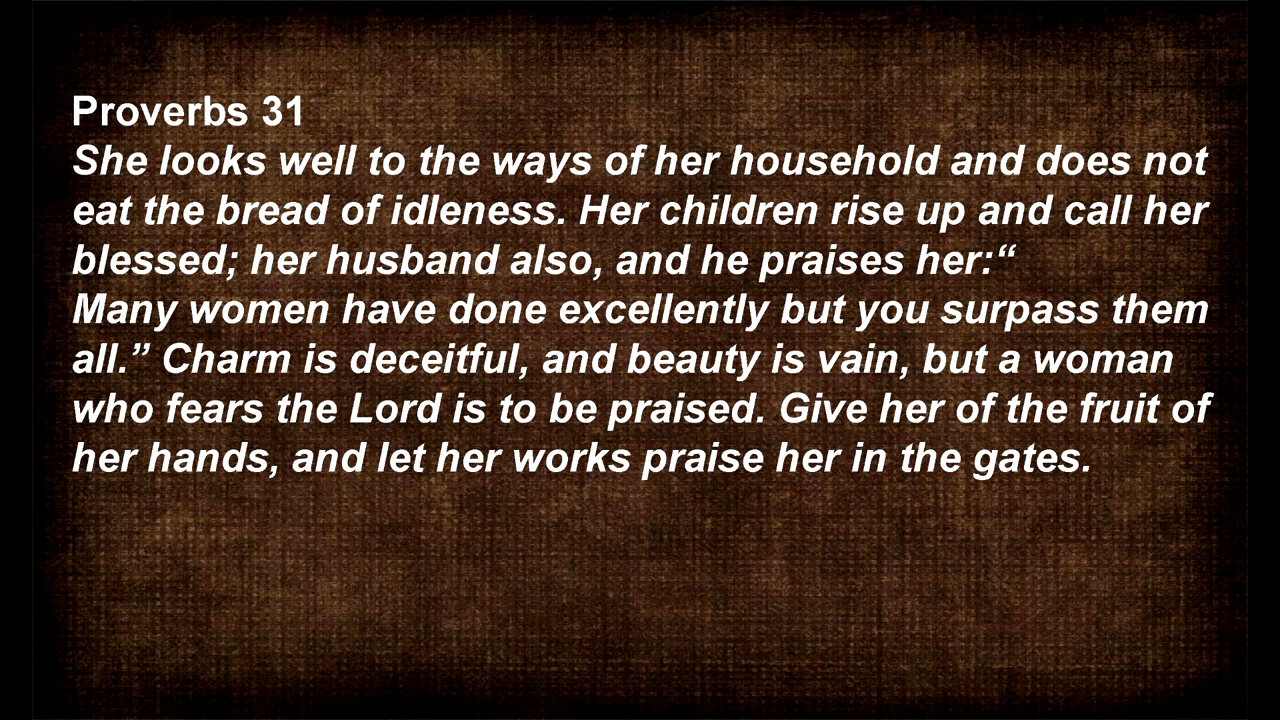 Proverbs 31
She looks well to the ways of her household and does not
eat the bread of idleness. Her children rise up and call her
blessed; her husband also, and he praises her:“
Many women have done excellently but you surpass them
all.” Charm is deceitful, and beauty is vain, but a woman
who fears the Lord is to be praised. Give her of the fruit of
her hands, and let her works praise her in the gates.